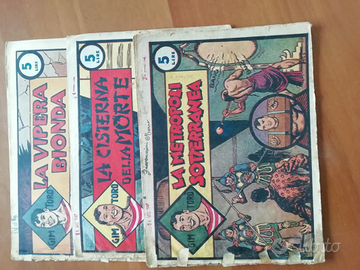 5
LIRE
LA VIPERA
BIONDA
GIM
TORO
5
LIRE
LA CISTERNA
DELLA MORTE
GIM
TORO
5
LIRE
LA METROPOLI
SOTTERRANEA
GIM
TORO